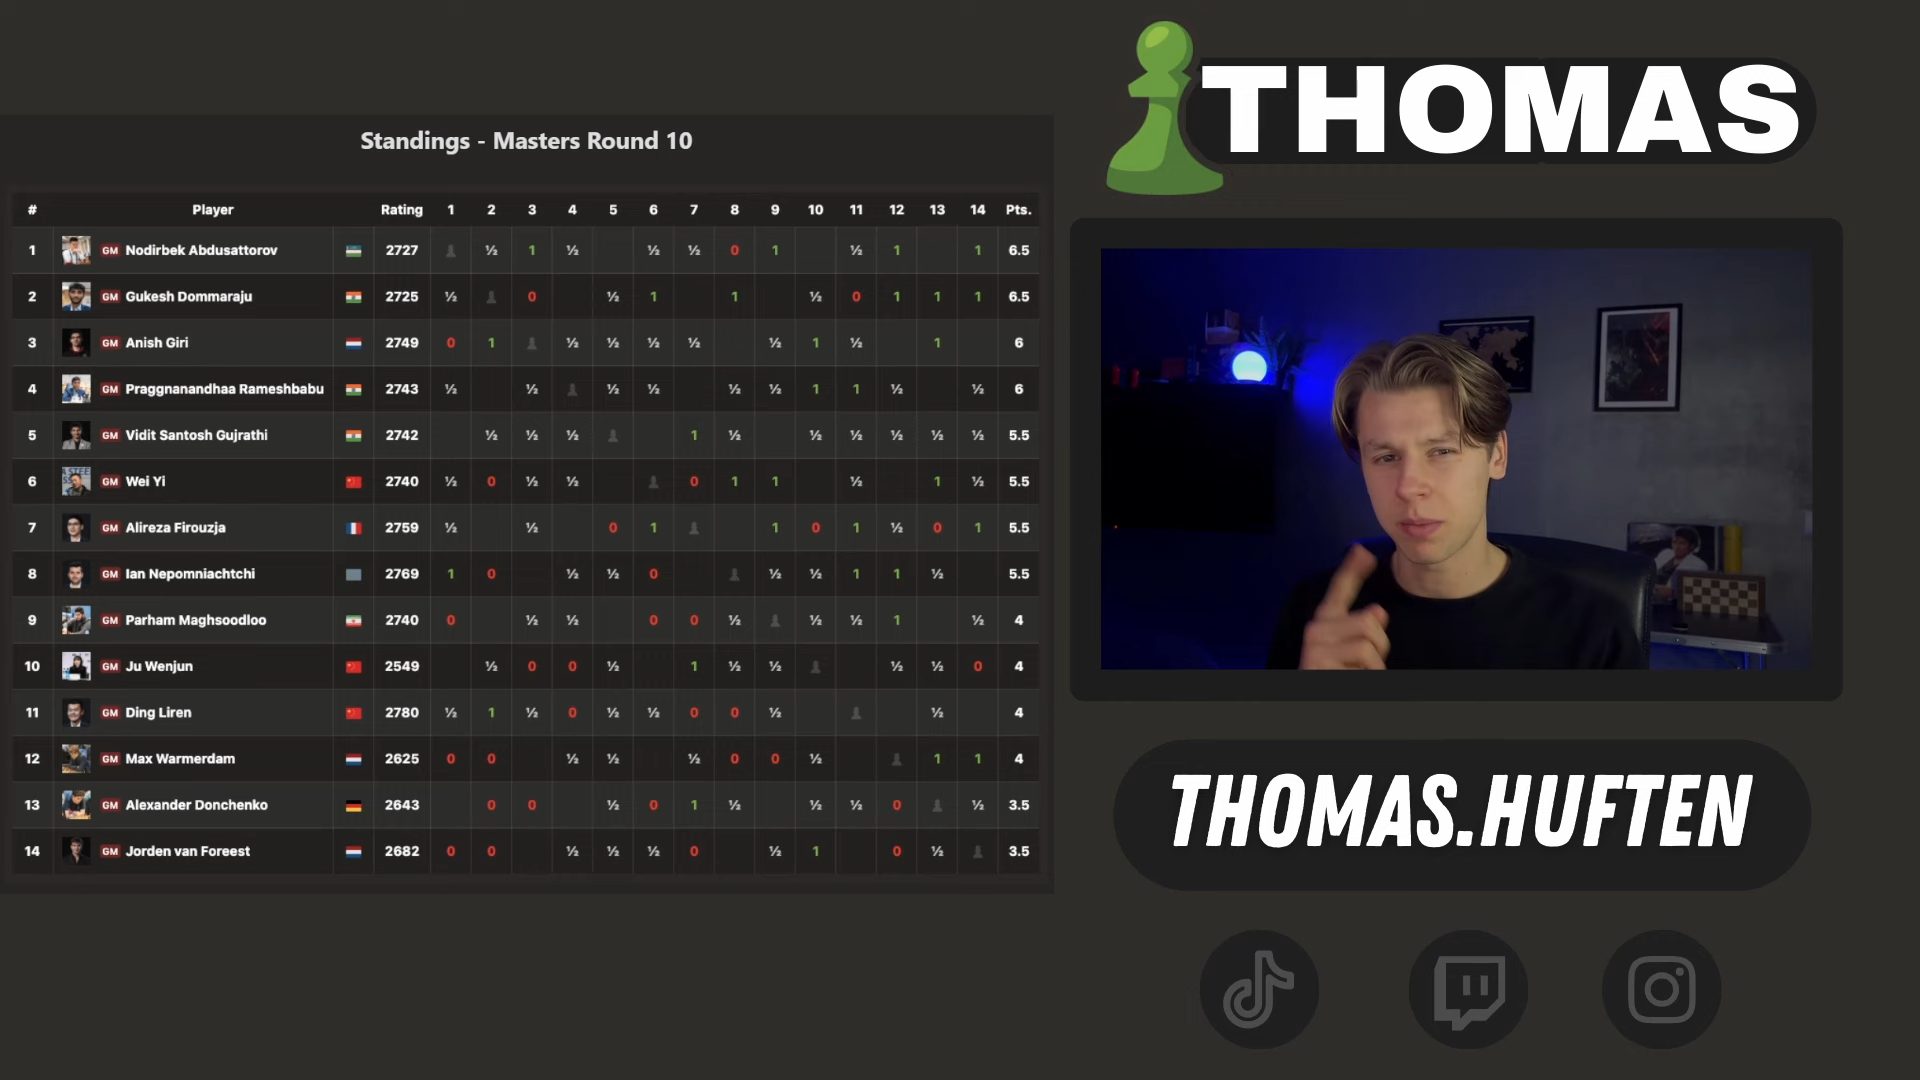 THOMAS
Standings - Masters Round 10
# Player Rating 1 2 3 4 5 6 7 8 9 10 11 12 13 14 Pts.
1 GM Nodirbek Abdusattorov 2727 ½ 1 ½ ½ ½ 0 1 ½ 1 1 6.5
2 GM Gukesh Dommaraju 2725 ½ 0 ½ 1 1 ½ 0 1 1 1 6.5
3 GM Anish Giri 2749 0 1 ½ ½ ½ ½ ½ 1 ½ 1 6
4 GM Praggnanandhaa Rameshbabu 2743 ½ ½ ½ ½ ½ ½ 1 1 ½ ½ 6
5 GM Vidit Santosh Gujrathi 2742 ½ ½ ½ 1 ½ ½ ½ ½ ½ ½ 5.5
6 GM Wei Yi 2740 ½ 0 ½ ½ 0 1 1 ½ 1 ½ 5.5
7 GM Alireza Firouzja 2759 ½ ½ 0 1 1 0 1 ½ 0 1 5.5
8 GM Ian Nepomniachtchi 2769 1 0 ½ ½ 0 ½ ½ 1 1 ½ 5.5
9 GM Parham Maghsoodloo 2740 0 ½ ½ 0 0 ½ ½ ½ 1 ½ 4
10 GM Ju Wenjun 2549 ½ 0 0 ½ 1 ½ ½ ½ ½ 0 4
11 GM Ding Liren 2780 ½ 1 ½ 0 ½ ½ 0 0 ½ ½ 4
12 GM Max Warmerdam 2625 0 0 ½ ½ ½ 0 0 ½ 1 1 4
13 GM Alexander Donchenko 2643 0 0 ½ 0 1 ½ ½ ½ 0 ½ 3.5
14 GM Jorden van Foreest 2682 0 0 ½ ½ ½ 0 ½ 1 0 ½ 3.5
THOMAS.HUFTEN